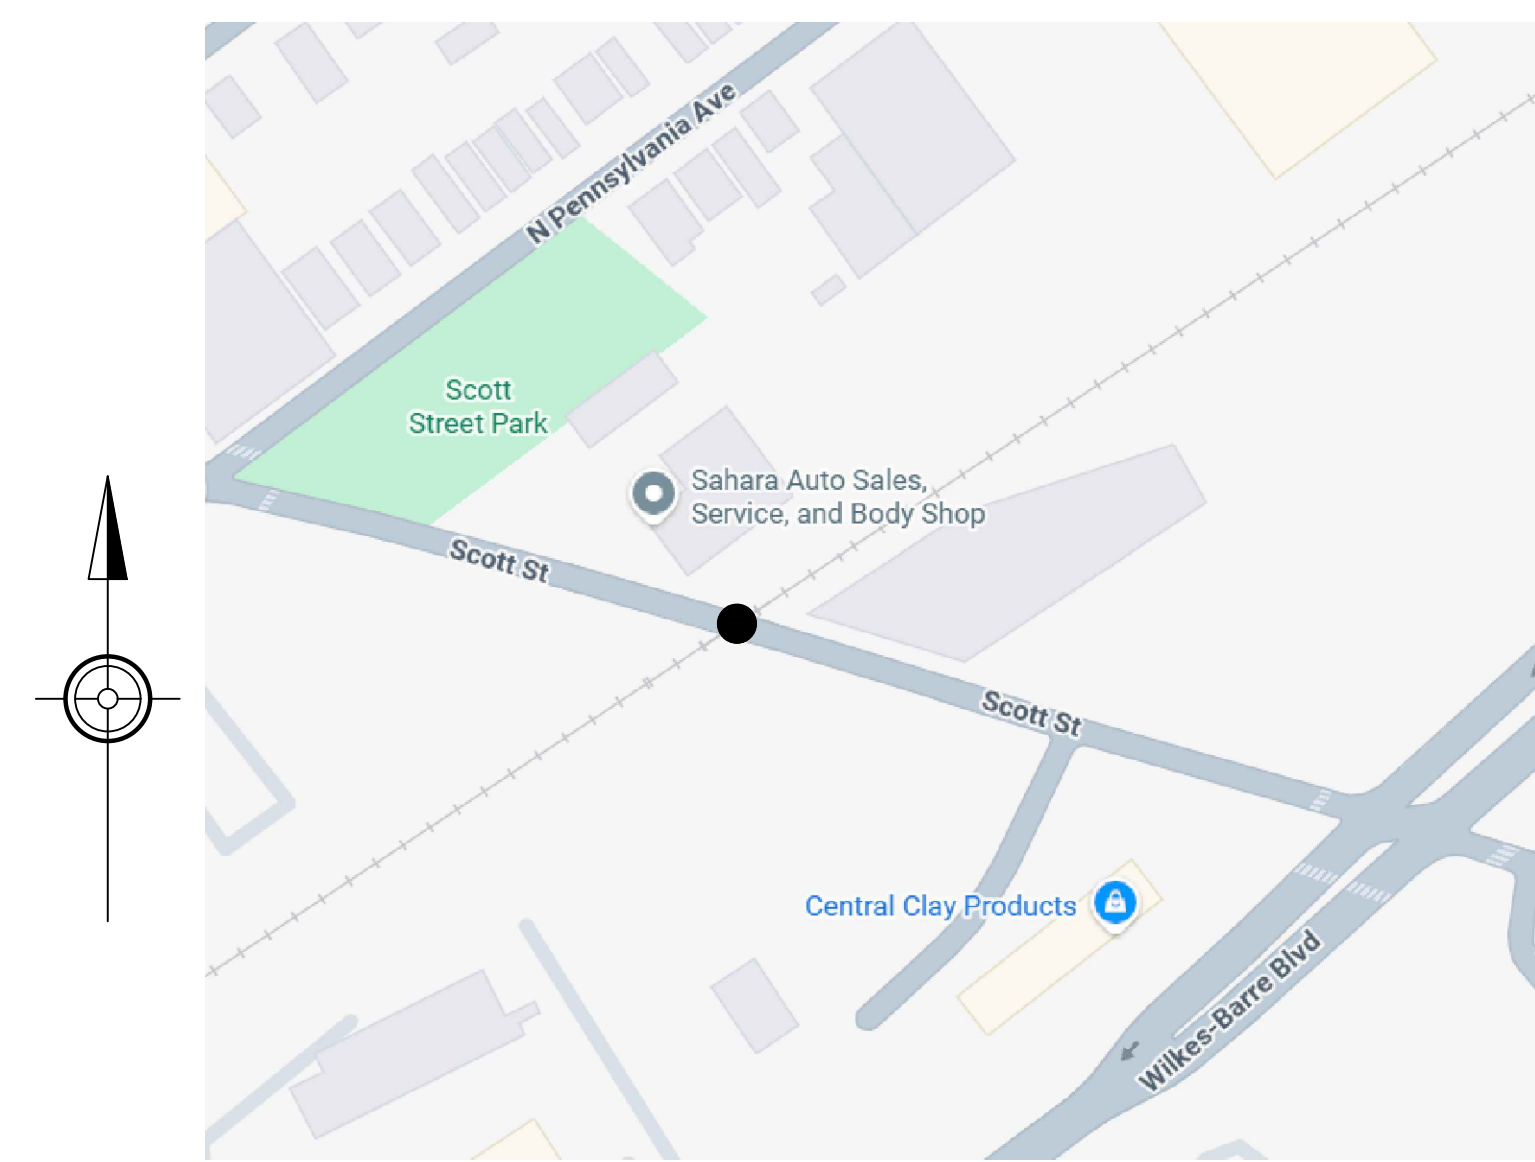 N Pennsylvania Ave
Scott
Street Park
Sahara Auto Sales,
Service, and Body Shop
Scott St
Scott St
Central Clay Products
Wilkes-Barre Blvd